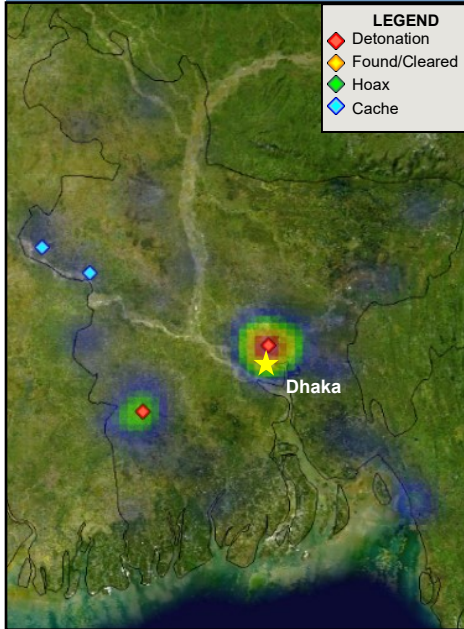 LEGEND
Detonation
Found/Cleared
Hoax
Cache
Dhaka